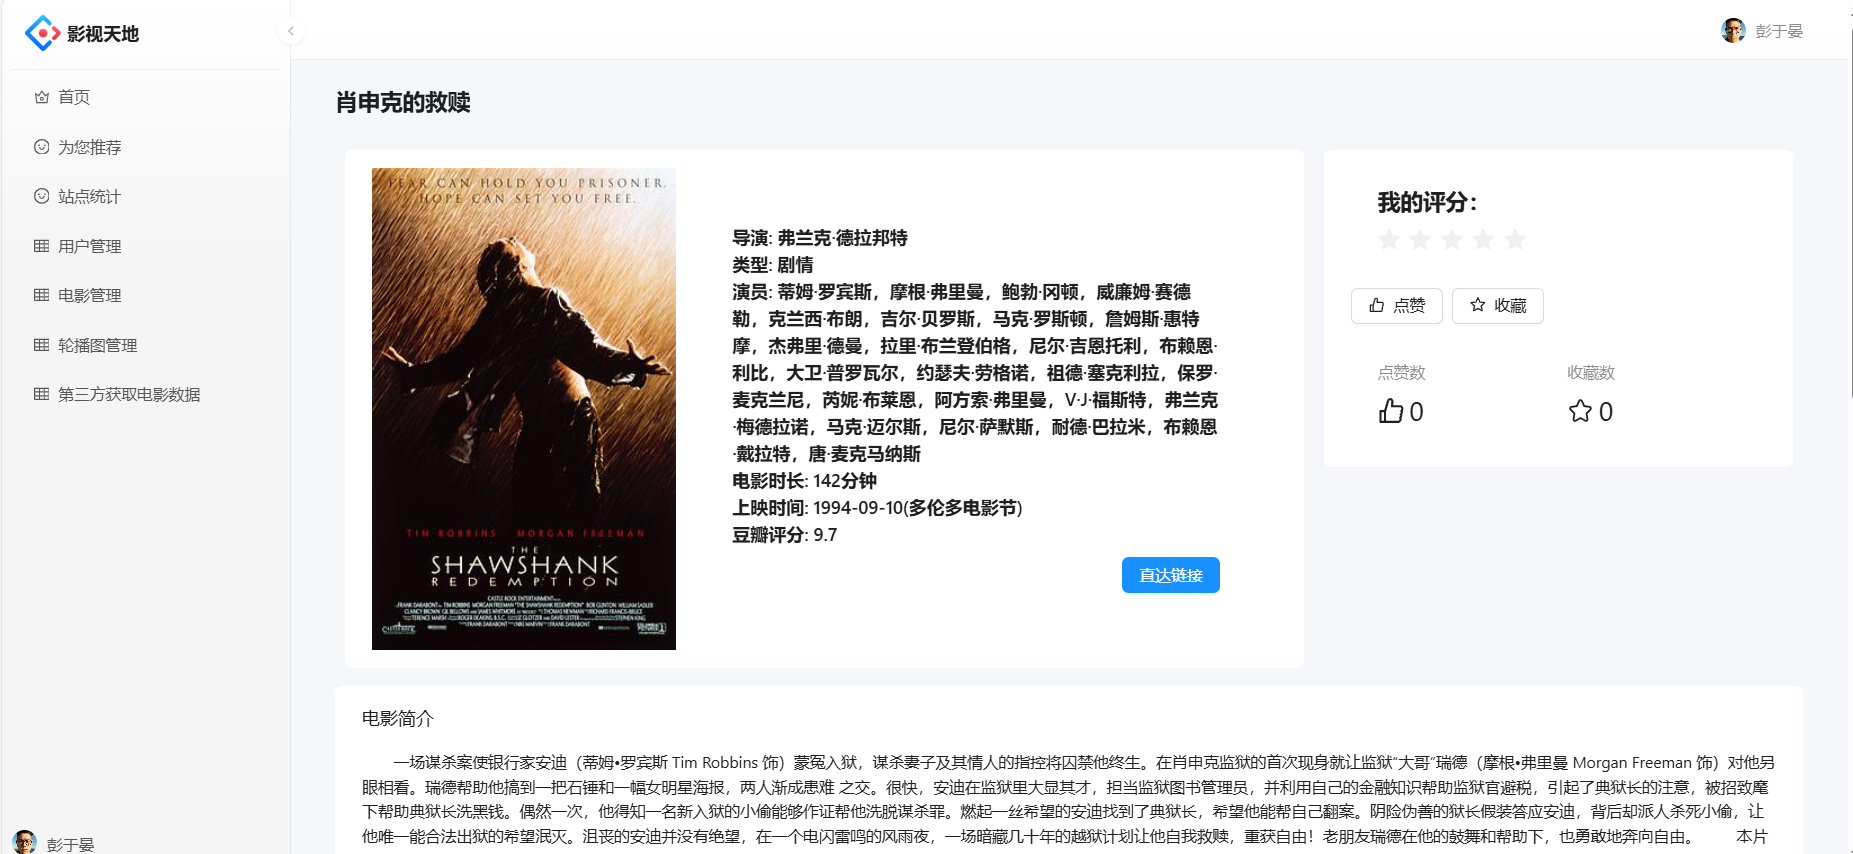 影视天地
彭于晏
首页
为您推荐
站点统计
用户管理
电影管理
轮播图管理
第三方获取电影数据
彭于晏
肖申克的救赎
FEAR CAN HOLD YOU PRISONER.
HOPE CAN SET YOU FREE.
TIM ROBBINS MORGAN FREEMAN
THE
SHAWSHANK
REDEMPTION
导演: 弗兰克·德拉邦特
类型: 剧情
演员: 蒂姆·罗宾斯，摩根·弗里曼，鲍勃·冈顿，威廉姆·赛德
勒，克兰西·布朗，吉尔·贝罗斯，马克·罗斯顿，詹姆斯·惠特
摩，杰弗里·德曼，拉里·布兰登伯格，尼尔·吉恩托利，布赖恩·
利比，大卫·普罗瓦尔，约瑟夫·劳格诺，祖德·塞克利拉，保罗·
麦克兰尼，芮妮·布莱恩，阿方索·弗里曼，V·J·福斯特，弗兰克
·梅德拉诺，马克·迈尔斯，尼尔·萨默斯，耐德·巴拉米，布赖恩
·戴拉特，唐·麦克马纳斯
电影时长: 142分钟
上映时间: 1994-09-10(多伦多电影节)
豆瓣评分: 9.7
直达链接
我的评分：
点赞 收藏
点赞数 收藏数
0 0
电影简介
一场谋杀案使银行家安迪（蒂姆•罗宾斯 Tim Robbins 饰）蒙冤入狱，谋杀妻子及其情人的指控将囚禁他终生。在肖申克监狱的首次现身就让监狱“大哥”瑞德（摩根•弗里曼 Morgan Freeman 饰）对他另
眼相看。瑞德帮助他搞到一把石锤和一幅女明星海报，两人渐成患难 之交。很快，安迪在监狱里大显其才，担当监狱图书管理员，并利用自己的金融知识帮助监狱官避税，引起了典狱长的注意，被招致麾
下帮助典狱长洗黑钱。偶然一次，他得知一名新入狱的小偷能够作证帮他洗脱谋杀罪。燃起一丝希望的安迪找到了典狱长，希望他能帮自己翻案。阴险伪善的狱长假装答应安迪，背后却派人杀死小偷，让
他唯一能合法出狱的希望泯灭。沮丧的安迪并没有绝望，在一个电闪雷鸣的风雨夜，一场暗藏几十年的越狱计划让他自我救赎，重获自由！老朋友瑞德在他的鼓舞和帮助下，也勇敢地奔向自由。 本片